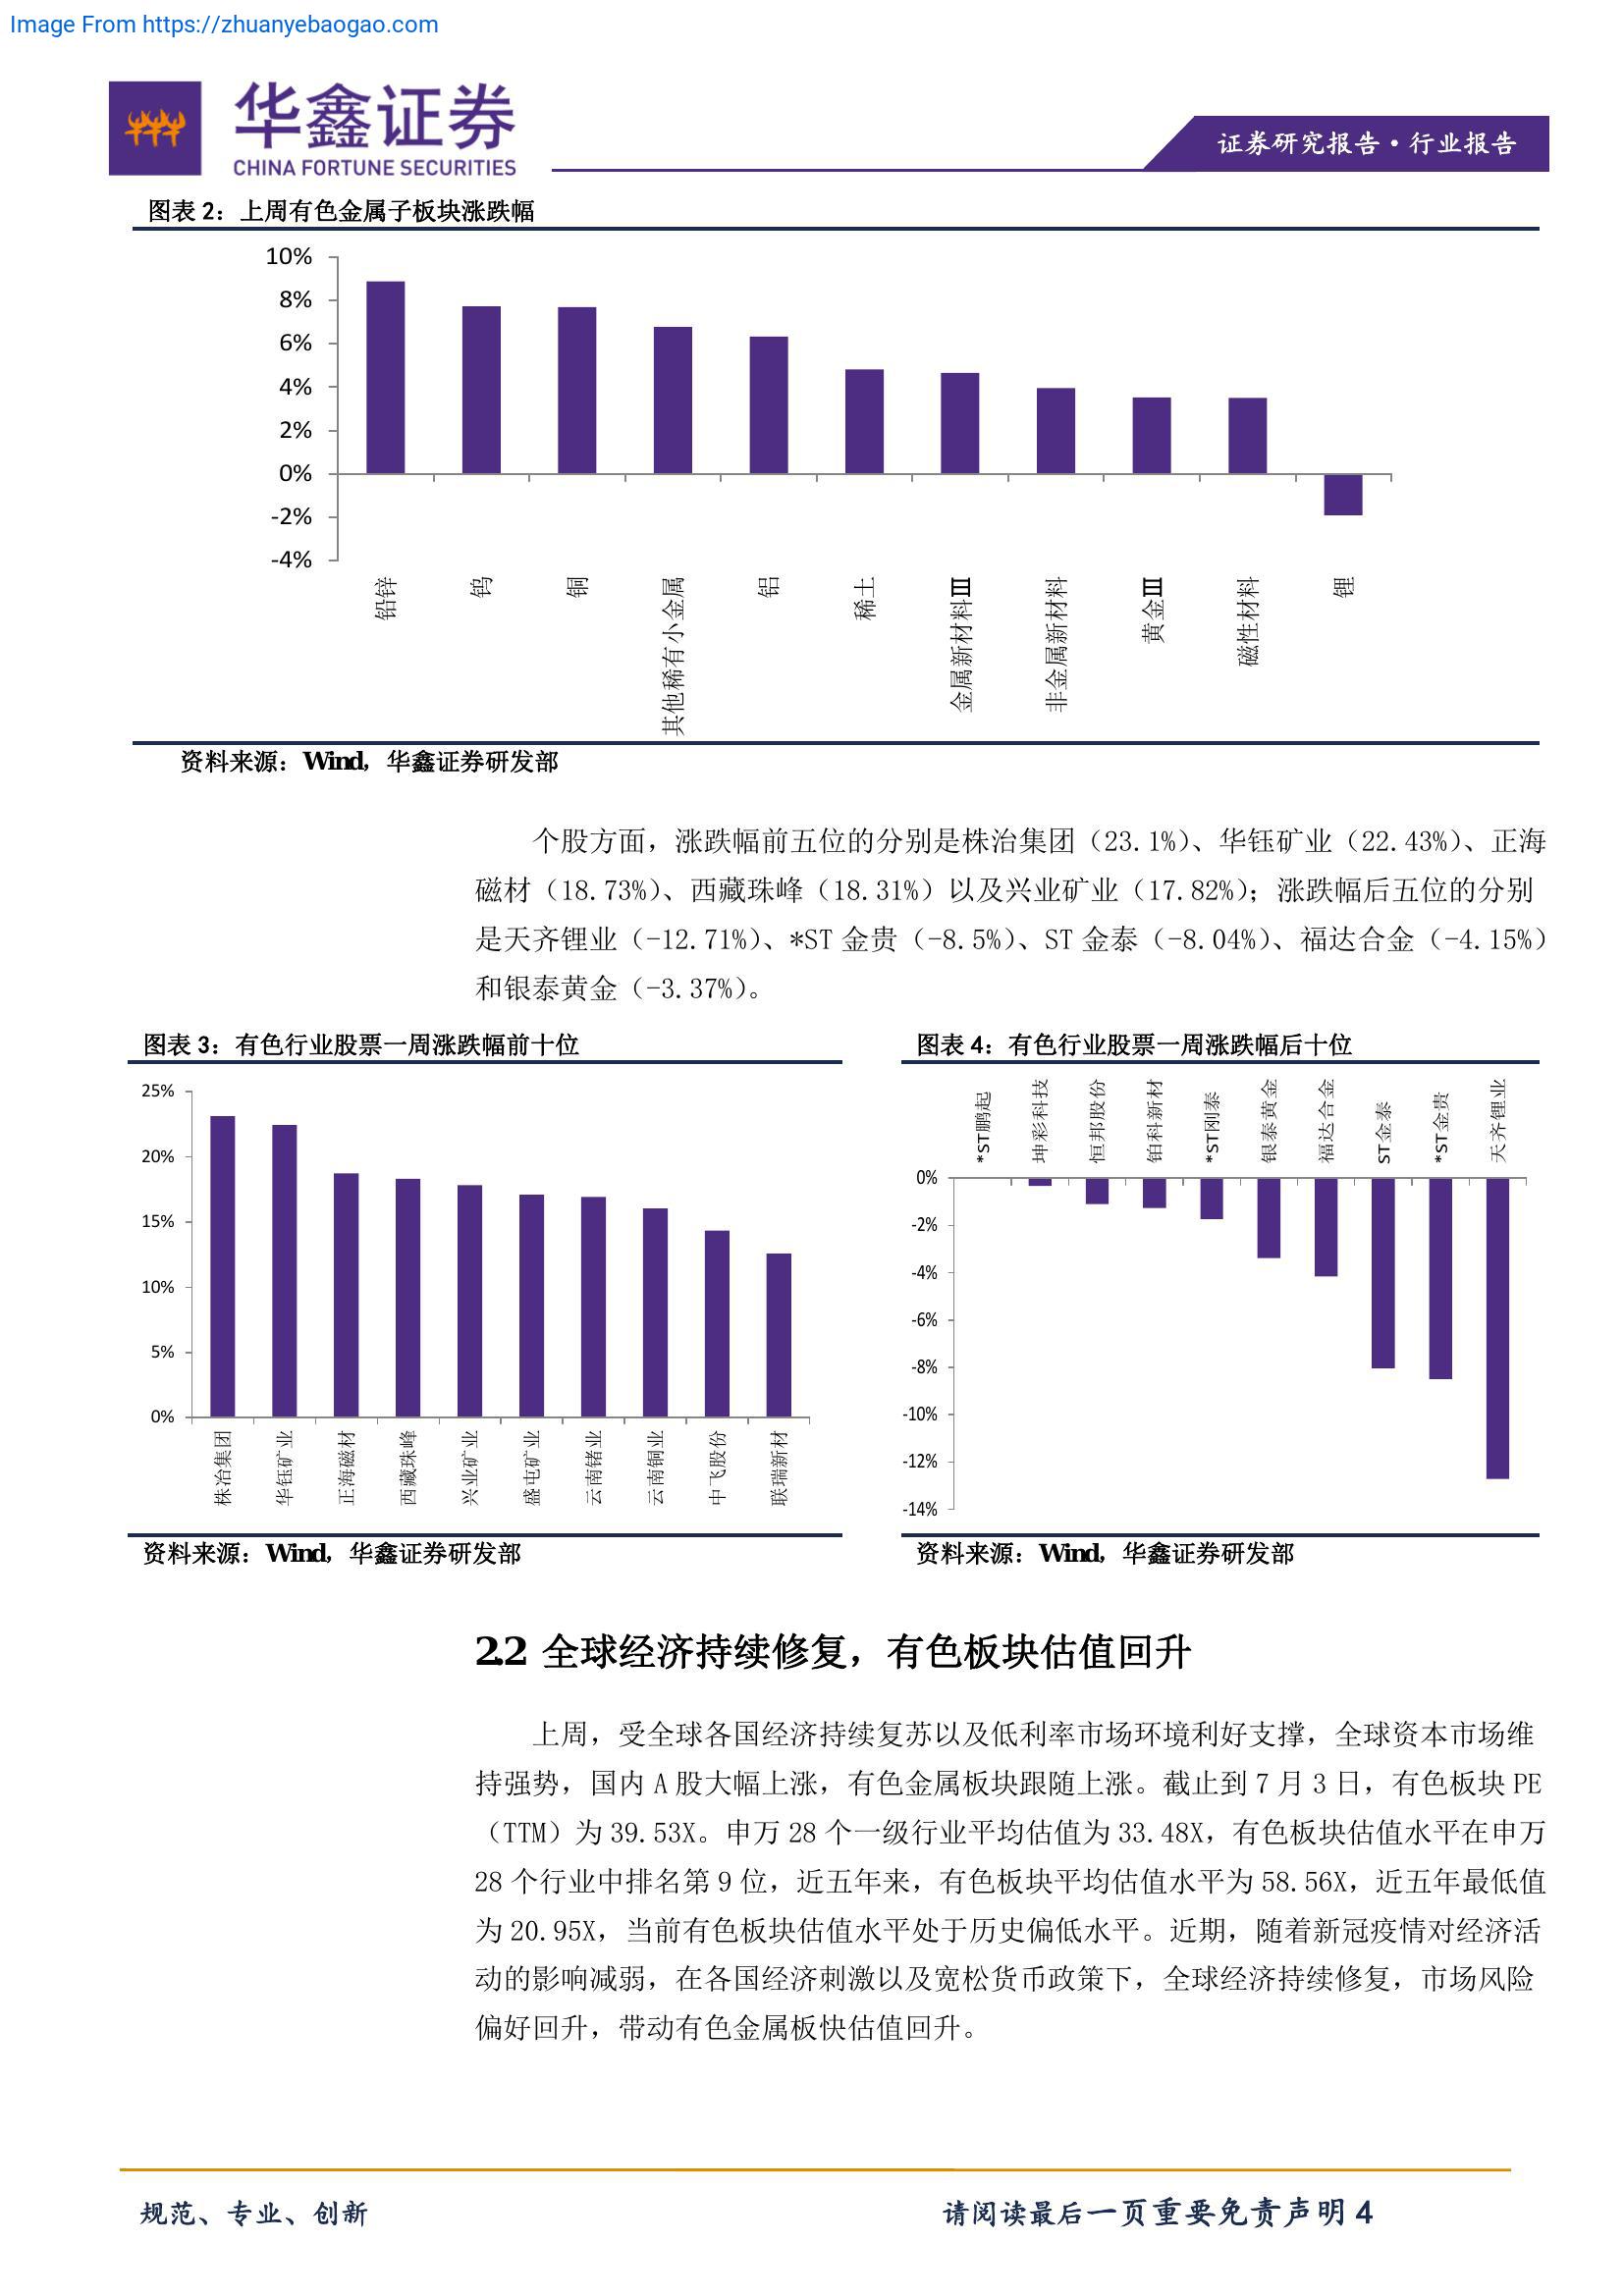 Image From https://zhuanyebaogao.com
华鑫证券
CHINA FORTUNE SECURITIES
证券研究报告·行业报告
图表 2：上周有色金属子板块涨跌幅
10%
8%
6%
4%
2%
0%
-2%
-4%
铅锌
钨
铜
其他稀有小金属
铝
稀土
金属新材料Ⅲ
非金属新材料
黄金Ⅲ
磁性材料
锂
资料来源：Wind，华鑫证券研发部
个股方面，涨跌幅前五位的分别是株治集团（23.1%）、华钰矿业（22.43%）、正海
磁材（18.73%）、西藏珠峰（18.31%）以及兴业矿业（17.82%）；涨跌幅后五位的分别
是天齐锂业（-12.71%）、*ST 金贵（-8.5%）、ST 金泰（-8.04%）、福达合金（-4.15%）
和银泰黄金（-3.37%）。
图表 3：有色行业股票一周涨跌幅前十位
25%
20%
15%
10%
5%
0%
株冶集团
华钰矿业
正海磁材
西藏珠峰
兴业矿业
盛屯矿业
云南锗业
云南铜业
中飞股份
联瑞新材
资料来源：Wind，华鑫证券研发部
图表 4：有色行业股票一周涨跌幅后十位
*ST鹏起
坤彩科技
恒邦股份
铂科新材
*ST刚泰
银泰黄金
福达合金
ST金泰
*ST金贵
天齐锂业
0%
-2%
-4%
-6%
-8%
-10%
-12%
-14%
资料来源：Wind，华鑫证券研发部
2.2 全球经济持续修复，有色板块估值回升
上周，受全球各国经济持续复苏以及低利率市场环境利好支撑，全球资本市场维
持强势，国内 A 股大幅上涨，有色金属板块跟随上涨。截止到 7 月 3 日，有色板块 PE
（TTM）为 39.53X。申万 28 个一级行业平均估值为 33.48X，有色板块估值水平在申万
28 个行业中排名第 9 位，近五年来，有色板块平均估值水平为 58.56X，近五年最低值
为 20.95X，当前有色板块估值水平处于历史偏低水平。近期，随着新冠疫情对经济活
动的影响减弱，在各国经济刺激以及宽松货币政策下，全球经济持续修复，市场风险
偏好回升，带动有色金属板快估值回升。
规范、专业、创新
请阅读最后一页重要免责声明 4